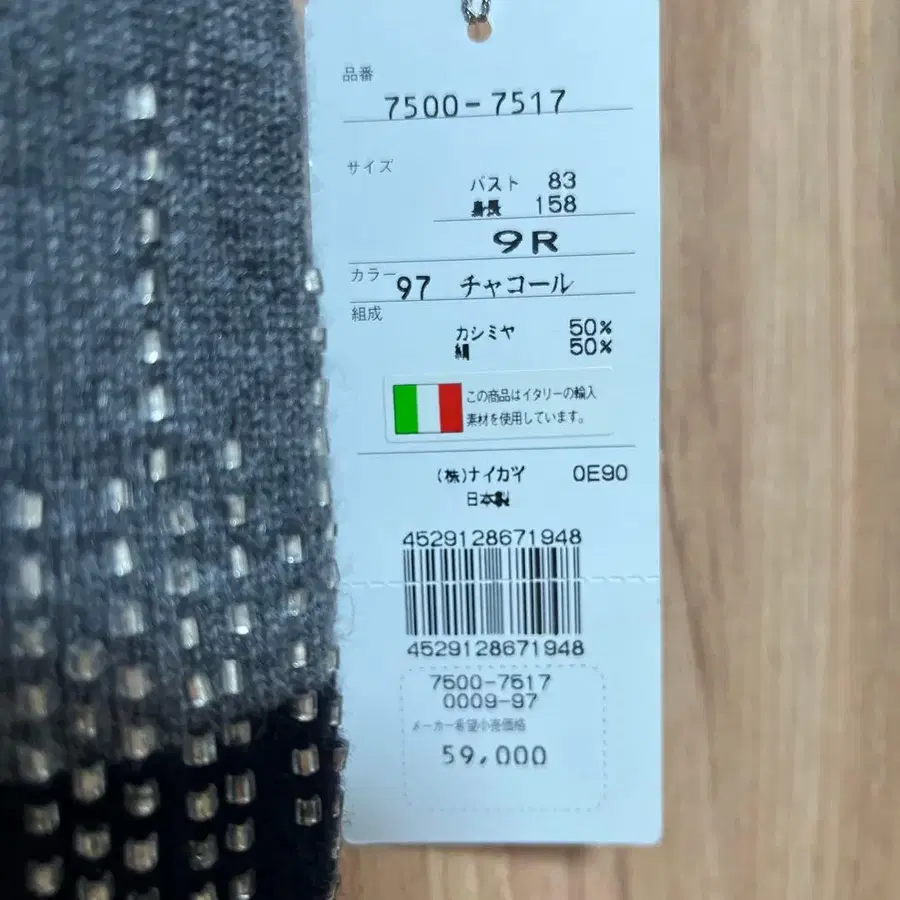 品番
7500-7517
サイズ
バスト 83
身長 158
9R
カラー 97 チャコール
組成
カシミヤ 50%
絹 50%
この商品はイタリーの輸入
素材を使用しています。
(株)ナイカツ 0E90
日本製
4529128671948
4529128671948
7500-7517
0009-97
メーカー希望小売価格
59,000